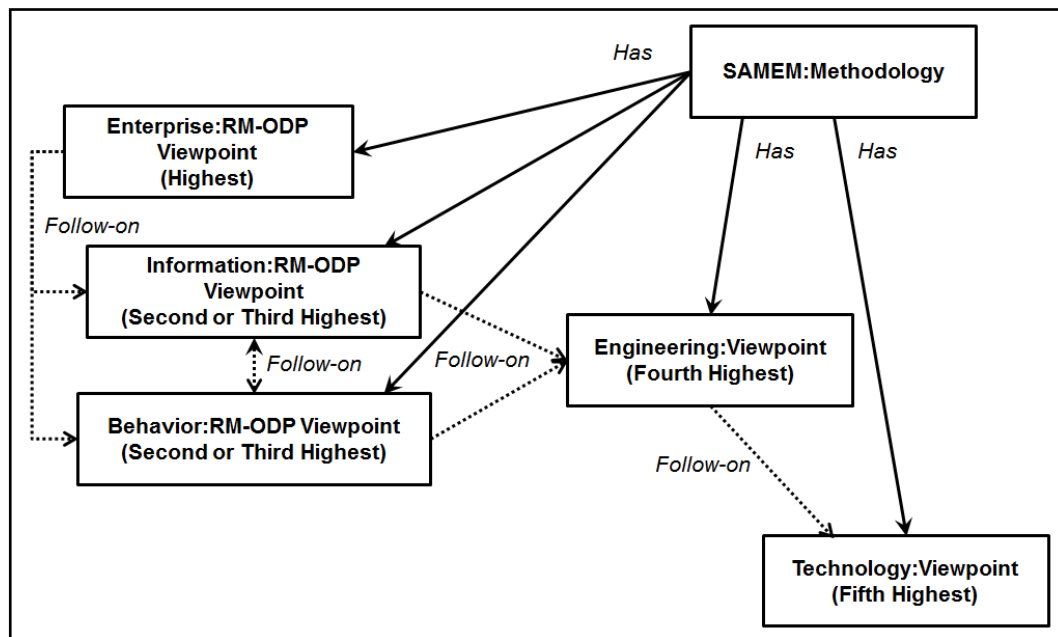 Has
SAMEM:Methodology
Enterprise:RM-ODP
Viewpoint
(Highest)
Has
Has
Follow-on
Information:RM-ODP
Viewpoint
(Second or Third Highest)
Follow-on
Follow-on
Engineering:Viewpoint
(Fourth Highest)
Behavior:RM-ODP Viewpoint
(Second or Third Highest)
Follow-on
Technology:Viewpoint
(Fifth Highest)